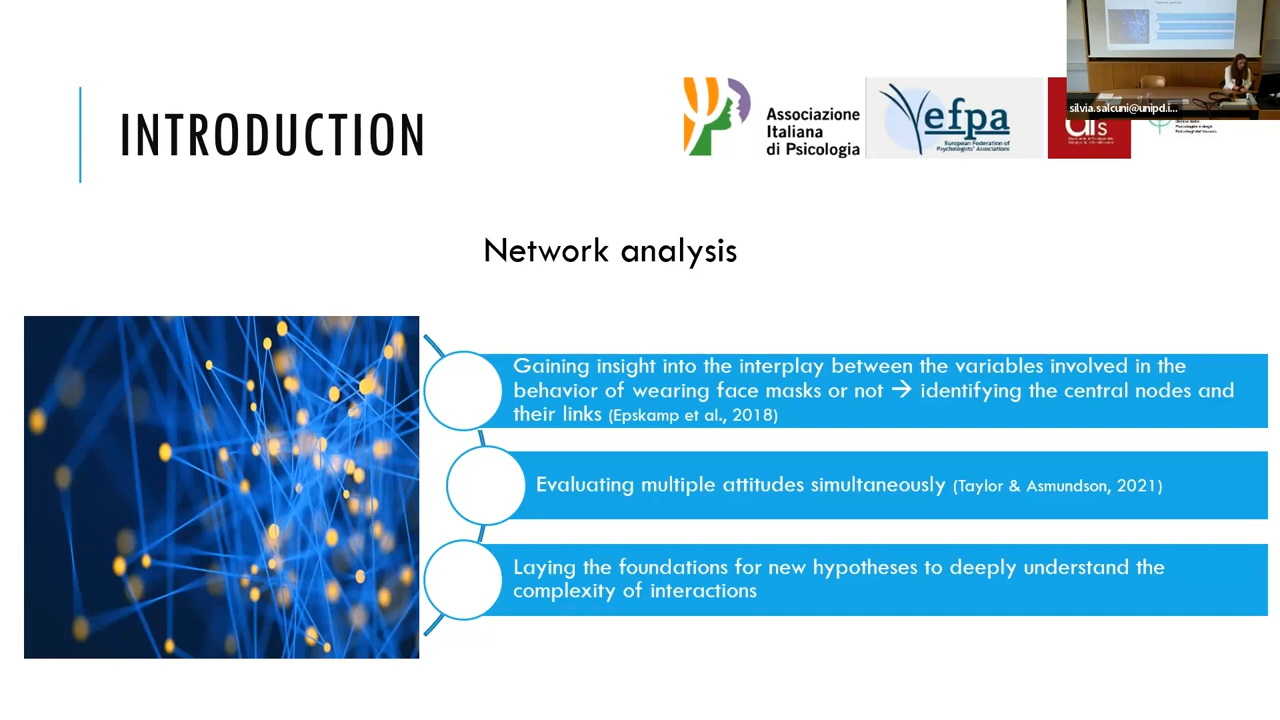 INTRODUCTION
Associazione
Italiana
di Psicologia
efpa
European Federation of
Psychologists' Associations
silvia.salcuni@unipd.i...
Network analysis
Gaining insight into the interplay between the variables involved in the
behavior of wearing face masks or not → identifying the central nodes and
their links (Epskamp et al., 2018)
Evaluating multiple attitudes simultaneously (Taylor & Asmundson, 2021)
Laying the foundations for new hypotheses to deeply understand the
complexity of interactions